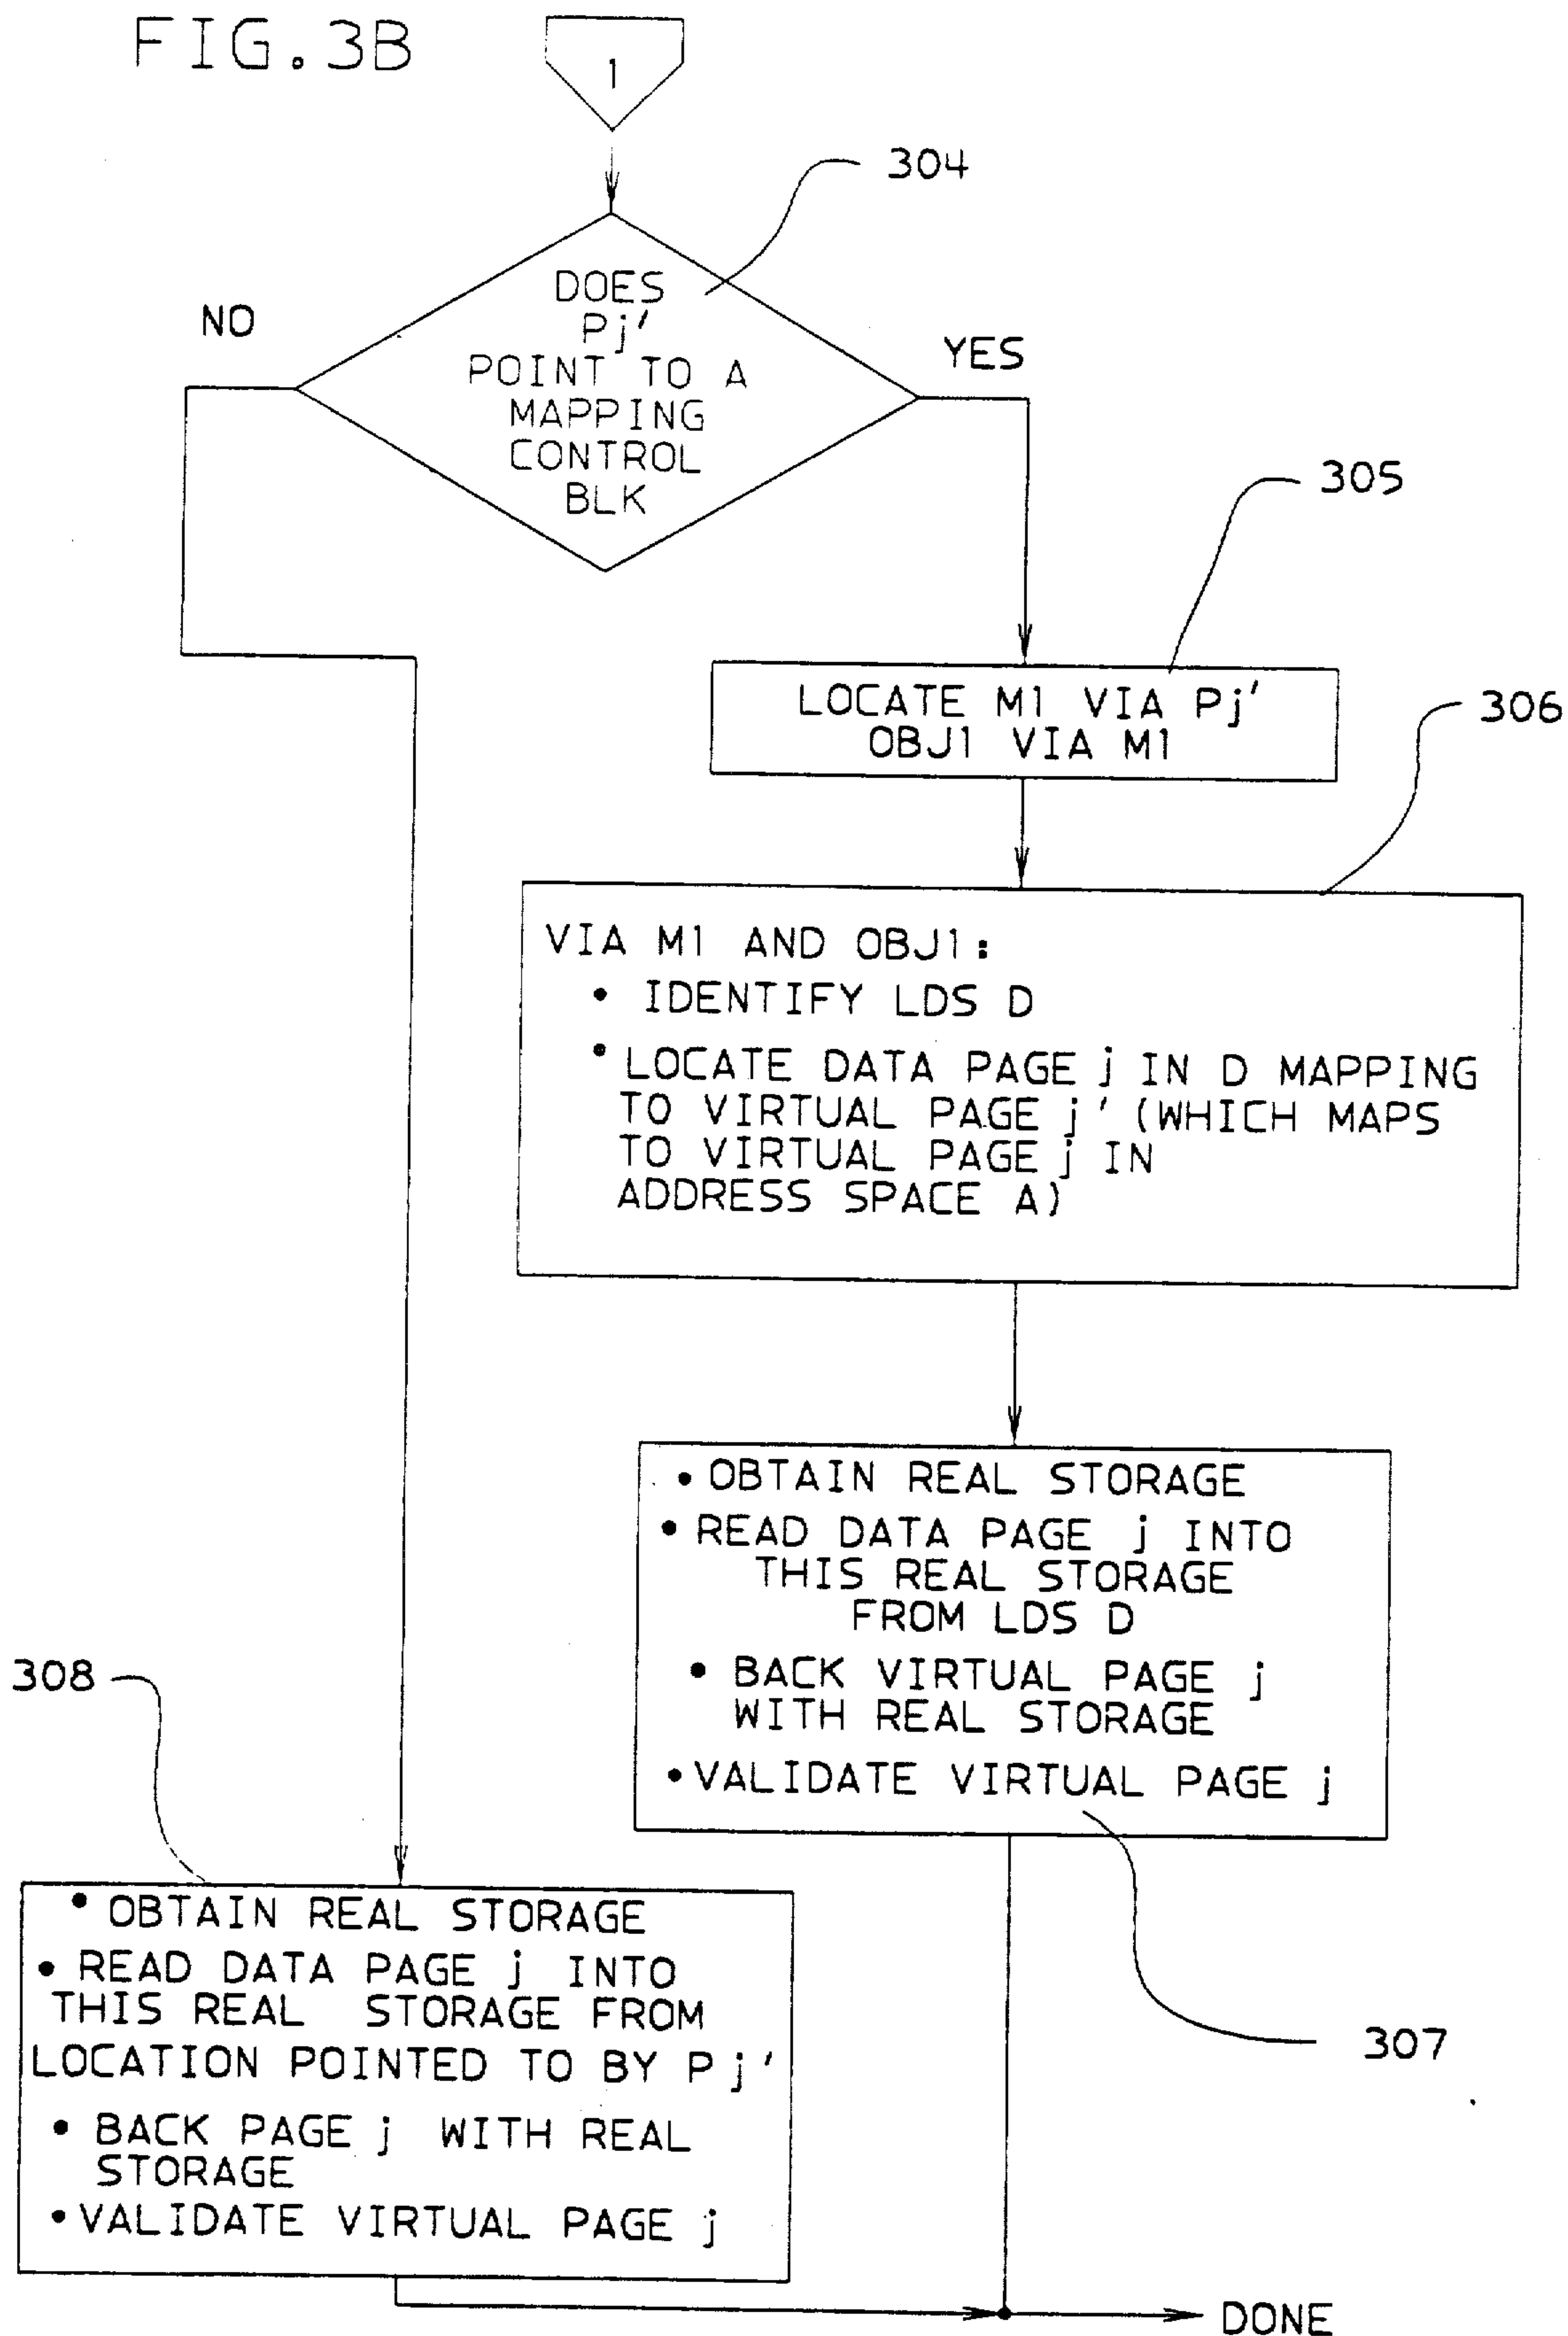 FIG.3B
1
304
DOES
Pj'
POINT TO A
MAPPING
CONTROL
BLK
NO
YES
305
LOCATE M1 VIA Pj'
OBJ1 VIA M1
306
VIA M1 AND OBJ1:
• IDENTIFY LDS D
• LOCATE DATA PAGE j IN D MAPPING
TO VIRTUAL PAGE j' (WHICH MAPS
TO VIRTUAL PAGE j IN
ADDRESS SPACE A)
• OBTAIN REAL STORAGE
• READ DATA PAGE j INTO
THIS REAL STORAGE
FROM LDS D
• BACK VIRTUAL PAGE j
WITH REAL STORAGE
• VALIDATE VIRTUAL PAGE j
307
308
• OBTAIN REAL STORAGE
• READ DATA PAGE j INTO
THIS REAL STORAGE FROM
LOCATION POINTED TO BY Pj'
• BACK PAGE j WITH REAL
STORAGE
• VALIDATE VIRTUAL PAGE j
DONE